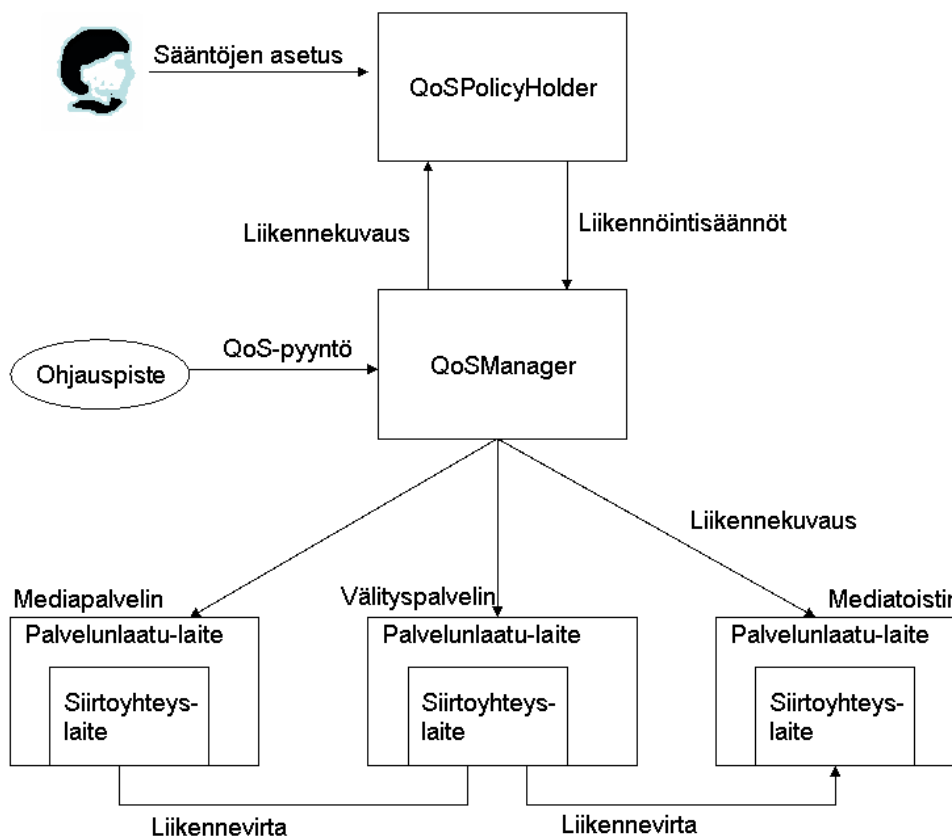 Sääntöjen asetus
QoSPolicyHolder
Liikennekuvaus
Liikennöintisäännöt
QoS-pyyntö
Ohjauspiste
QoSManager
Liikennekuvaus
Mediapalvelin
Välityspalvelin
Mediatoistin
Palvelunlaatu-laite
Palvelunlaatu-laite
Palvelunlaatu-laite
Siirtoyhteys-
laite
Siirtoyhteys-
laite
Siirtoyhteys-
laite
Liikennevirta
Liikennevirta